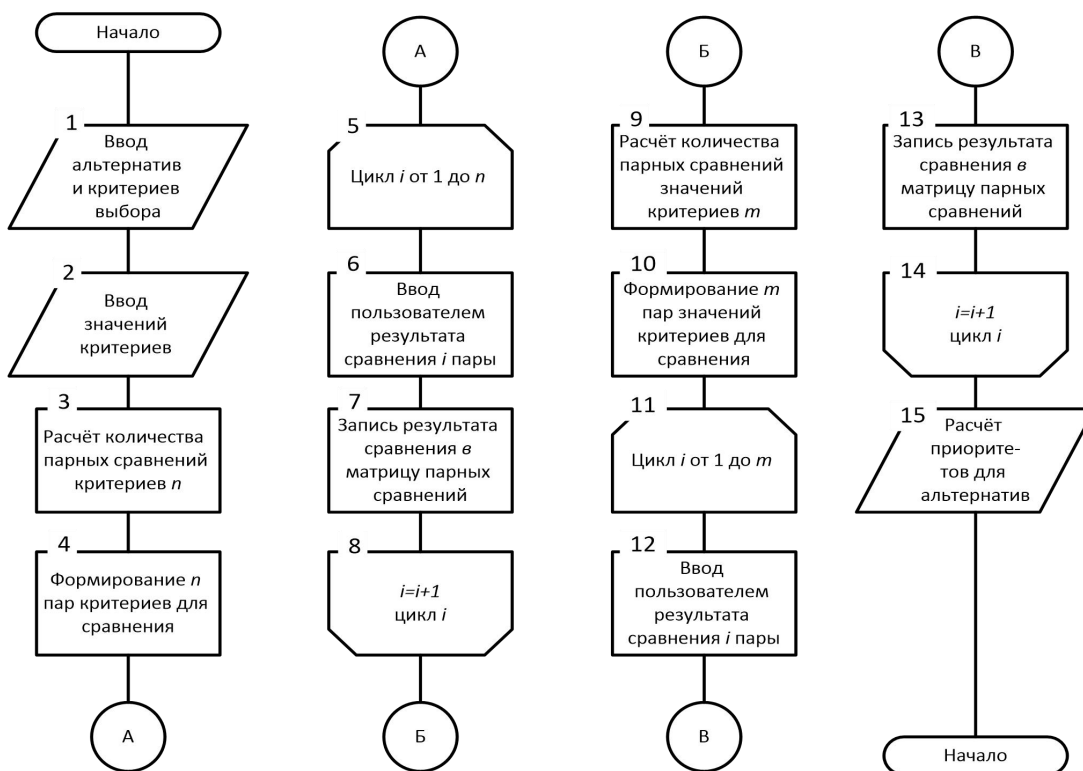 Начало
1
Ввод
альтернатив
и критериев
выбора
2
Ввод
значений
критериев
3
Расчёт количества
парных сравнений
критериев n
4
Формирование n
пар критериев для
сравнения
А
А
5
Цикл i от 1 до n
6
Ввод
пользователем
результата
сравнения i пары
7
Запись результата
сравнения в
матрицу парных
сравнений
8
i=i+1
цикл i
Б
Б
9
Расчёт количества
парных сравнений
значений
критериев m
10
Формирование m
пар значений
критериев для
сравнения
11
Цикл i от 1 до m
12
Ввод
пользователем
результата
сравнения i пары
В
В
13
Запись результата
сравнения в
матрицу парных
сравнений
14
i=i+1
цикл i
15
Расчёт
приорите-
тов для
альтернатив
Начало